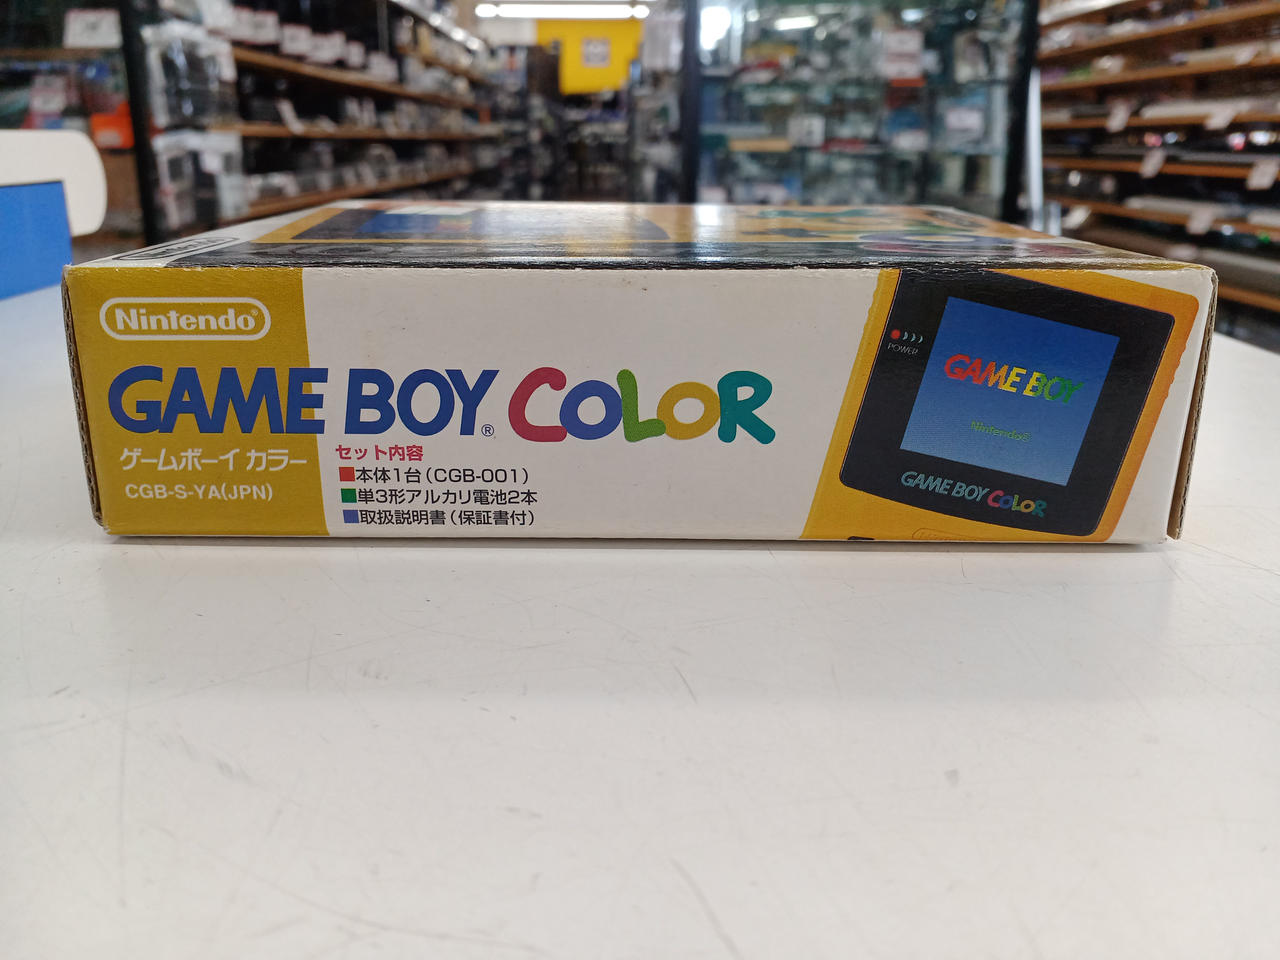 Nintendo®
GAME BOY® COLOR
ゲームボーイ カラー
CGB-S-YA(JPN)
セット内容
■本体1台(CGB-001)
■単3形アルカリ電池2本
■取扱説明書(保証書付)
POWER
GAME BOY
Nintendo®
GAME BOY COLOR